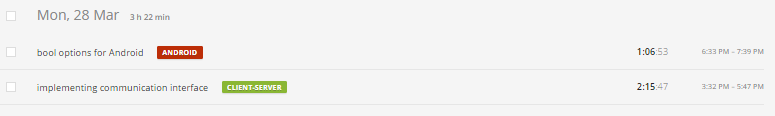 Mon, 28 Mar 3 h 22 min
bool options for Android ANDROID 1:06:53 6:33 PM – 7:39 PM
implementing communication interface CLIENT-SERVER 2:15:47 3:32 PM – 5:47 PM